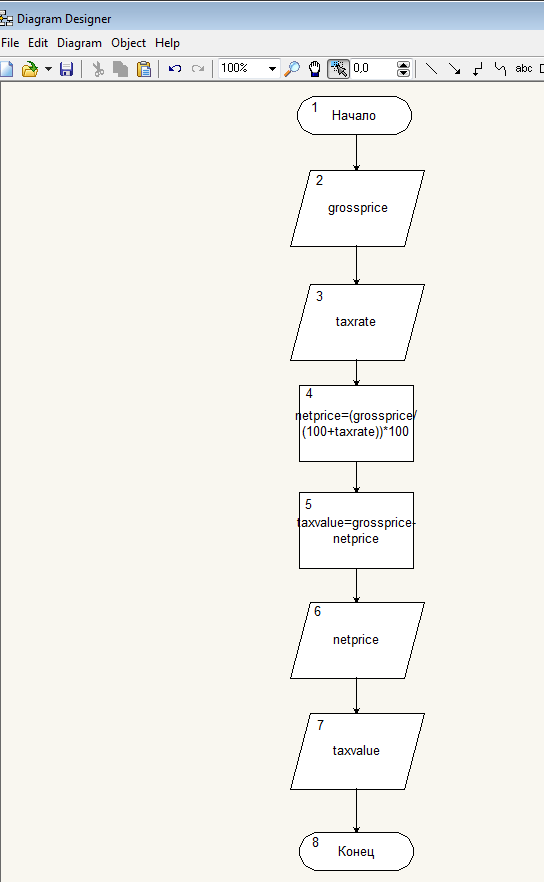 Diagram Designer
File Edit Diagram Object Help
100% 0,0 abc
1
Начало
2
grossprice
3
taxrate
4
netprice=(grossprice/
(100+taxrate))*100
5
taxvalue=grossprice-
netprice
6
netprice
7
taxvalue
8
Конец